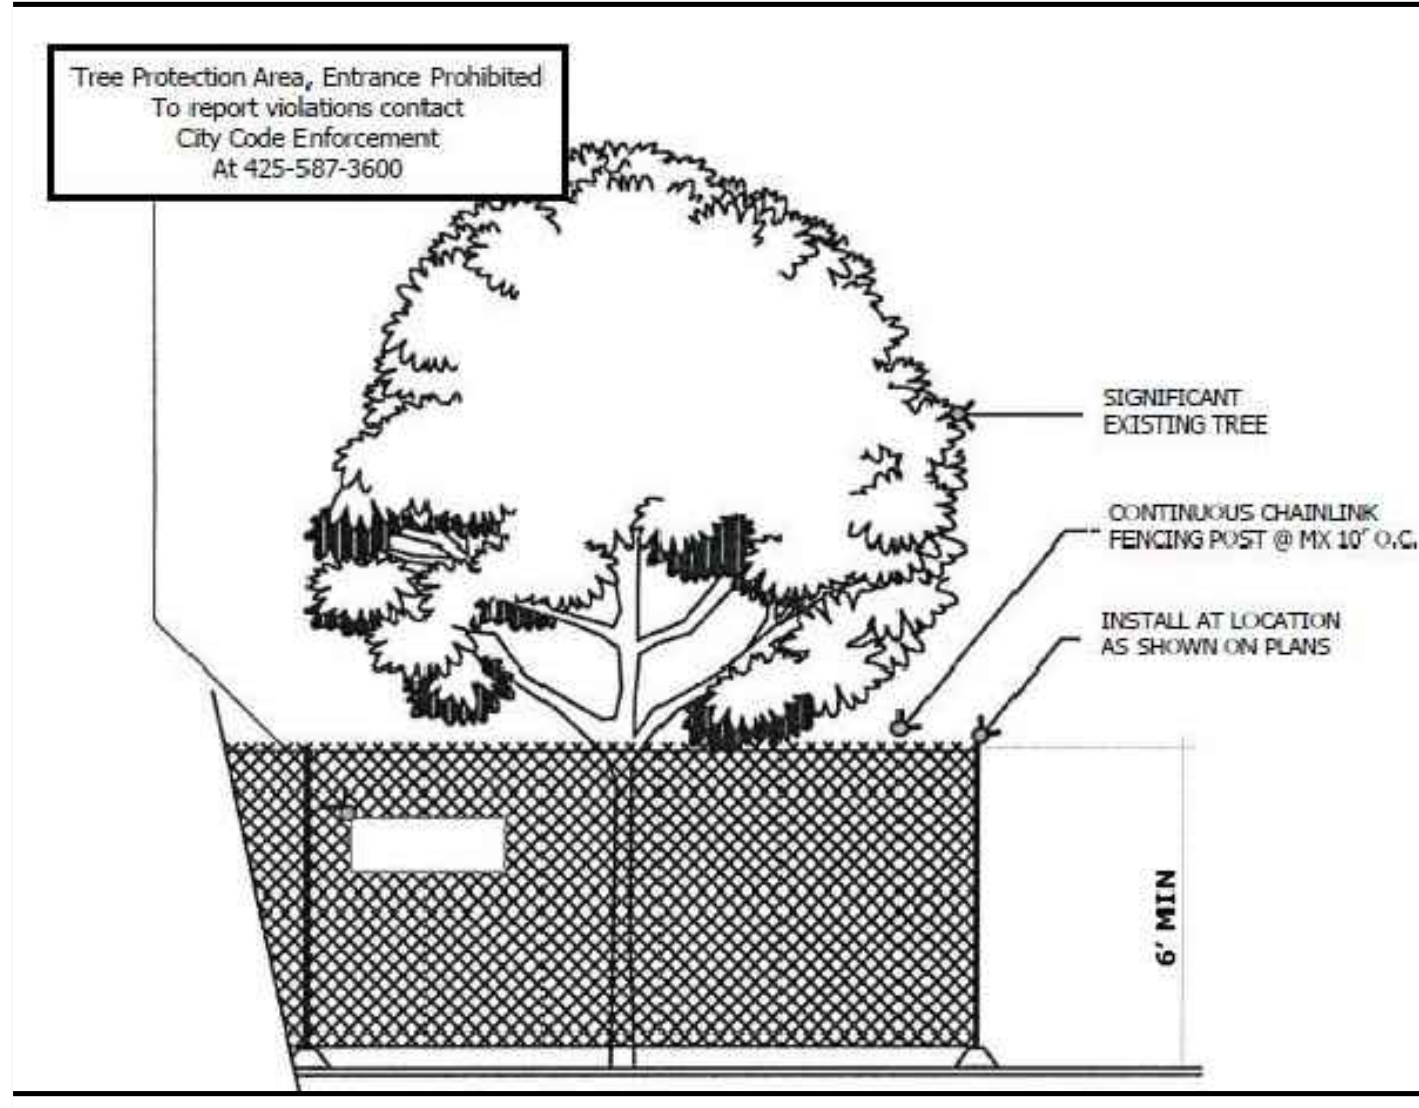 Tree Protection Area, Entrance Prohibited
To report violations contact
City Code Enforcement
At 425-587-3600
SIGNIFICANT
EXISTING TREE
CONTINUOUS CHAINLINK
FENCING POST @ MX 10' O.C.
INSTALL AT LOCATION
AS SHOWN ON PLANS
6' MIN